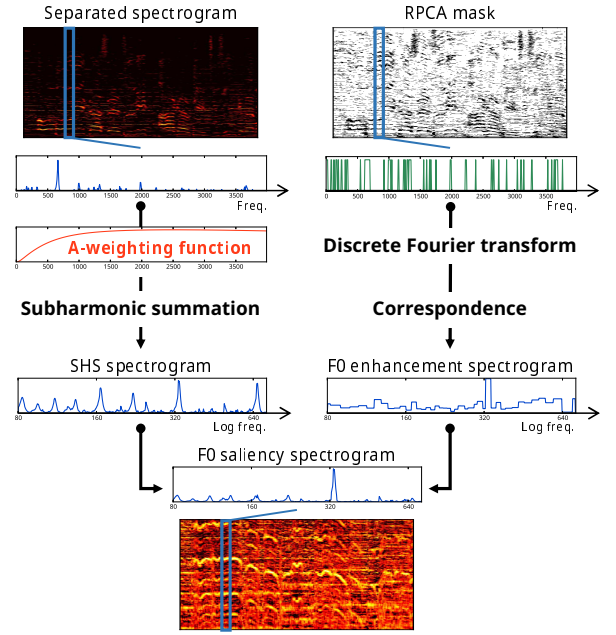 Separated spectrogram
RPCA mask
0 500 1000 1500 2000 2500 3000 3500
Freq.
0 500 1000 1500 2000 2500 3000 3500
Freq.
A-weighting function
0 500 1000 1500 2000 2500 3000 3500
Discrete Fourier transform
Subharmonic summation
Correspondence
SHS spectrogram
F0 enhancement spectrogram
80 160 320 640
Log freq.
80 160 320 640
Log freq.
F0 saliency spectrogram
80 160 320 640